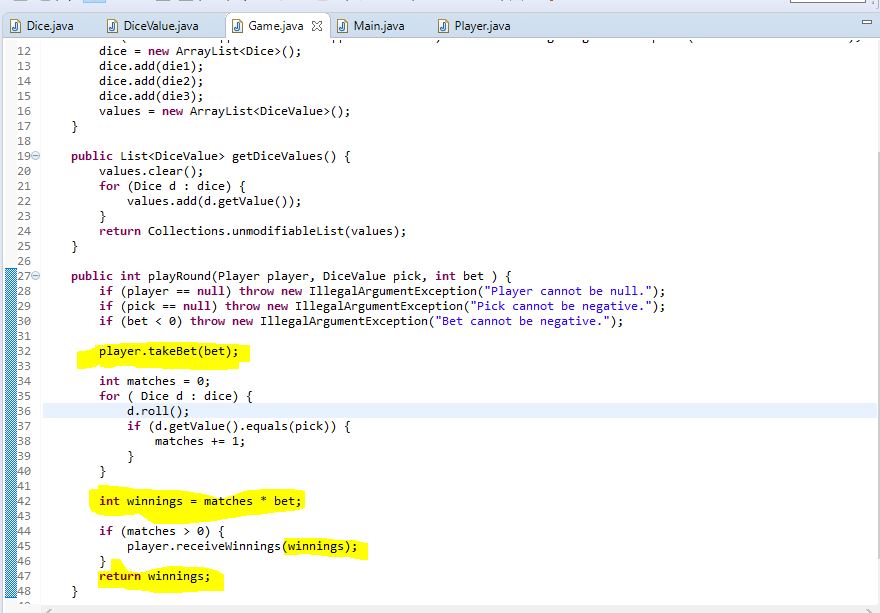 Dice.java DiceValue.java Game.java Main.java Player.java
12 dice = new ArrayList<Dice>();
13 dice.add(die1);
14 dice.add(die2);
15 dice.add(die3);
16 values = new ArrayList<DiceValue>();
17 }
18
19 public List<DiceValue> getDiceValues() {
20 values.clear();
21 for (Dice d : dice) {
22 values.add(d.getValue());
23 }
24 return Collections.unmodifiableList(values);
25 }
26
27 public int playRound(Player player, DiceValue pick, int bet ) {
28 if (player == null) throw new IllegalArgumentException("Player cannot be null.");
29 if (pick == null) throw new IllegalArgumentException("Pick cannot be negative.");
30 if (bet < 0) throw new IllegalArgumentException("Bet cannot be negative.");
31
32 player.takeBet(bet);
33
34 int matches = 0;
35 for ( Dice d : dice) {
36 d.roll();
37 if (d.getValue().equals(pick)) {
38 matches += 1;
39 }
40 }
41
42 int winnings = matches * bet;
43
44 if (matches > 0) {
45 player.receiveWinnings(winnings);
46 }
47 return winnings;
48 }